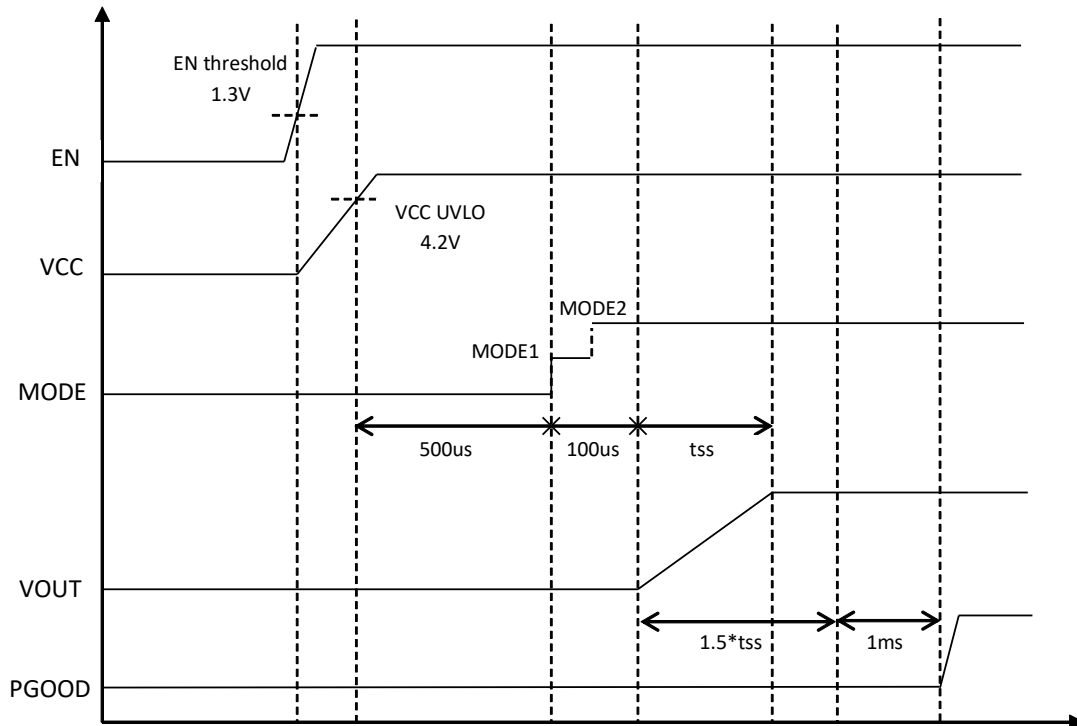 EN threshold
1.3V
EN
VCC UVLO
4.2V
VCC
MODE2
MODE1
MODE
500us
100us
tss
VOUT
1.5*tss
1ms
PGOOD